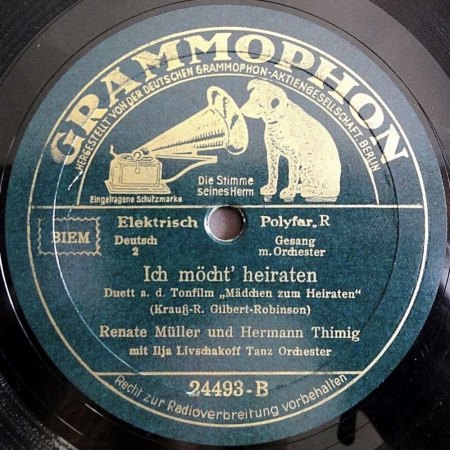 GRAMMOPHON
HERGESTELLT VON DER DEUTSCHEN GRAMMOPHON-AKTIENGESELLSCHAFT BERLIN
Die Stimme
seines Herrn
Eingetragene Schutzmarke
BIEM
Elektrisch Polyfar R
Deutsch Gesang
2 m. Orchester
Ich möcht' heiraten
Duett a. d. Tonfilm „Mädchen zum Heiraten“
(Krauß-R. Gilbert-Robinson)
Renate Müller und Hermann Thimig
mit Ilja Livschakoff Tanz Orchester
24493-B
Recht zur Radioverbreitung vorbehalten